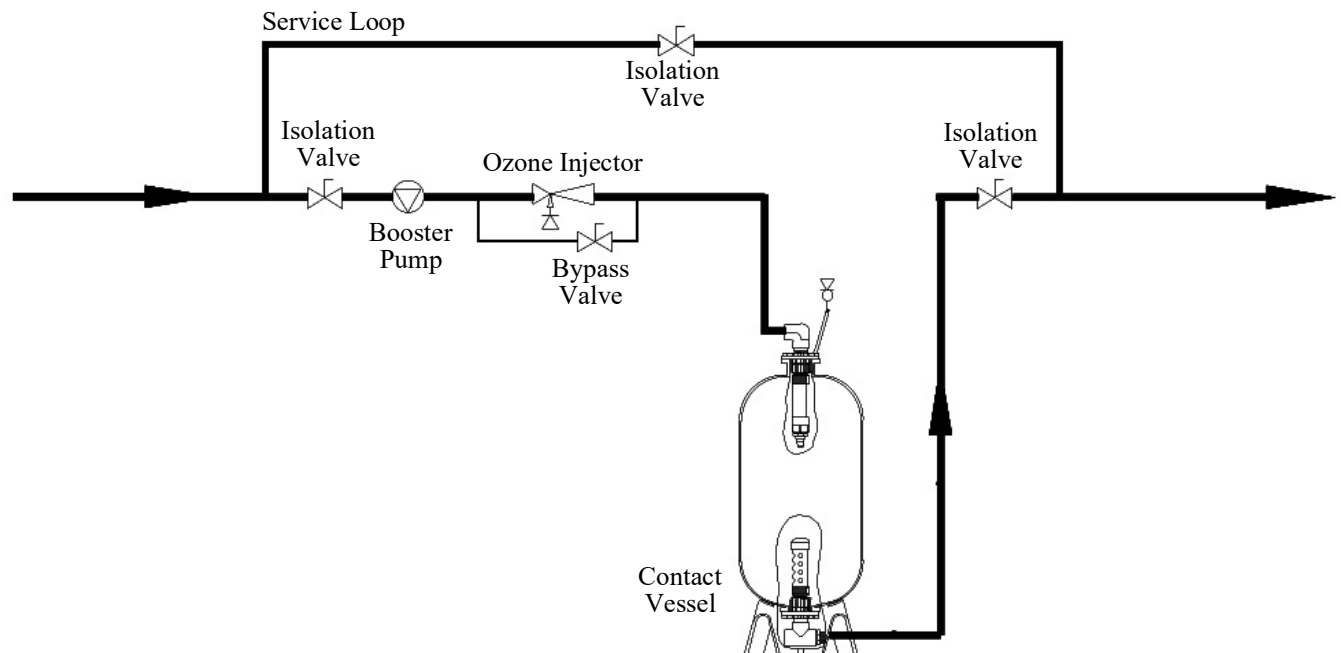 Service Loop
Isolation
Valve
Isolation
Valve
Ozone Injector
Isolation
Valve
Booster
Pump
Bypass
Valve
Contact
Vessel